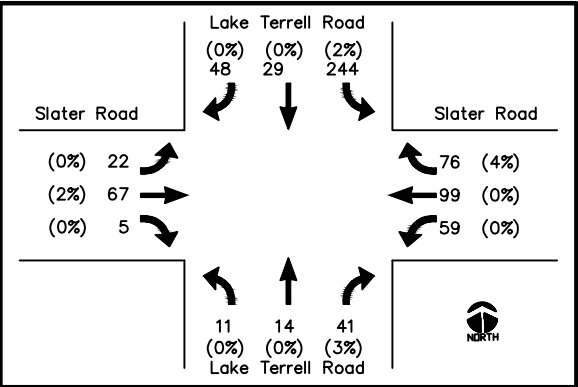 Lake Terrell Road
(0%) (0%) (2%)
48 29 244
Slater Road
Slater Road
(0%) 22
76 (4%)
(2%) 67
99 (0%)
(0%) 5
59 (0%)
11 14 41
(0%) (0%) (3%)
Lake Terrell Road
NORTH